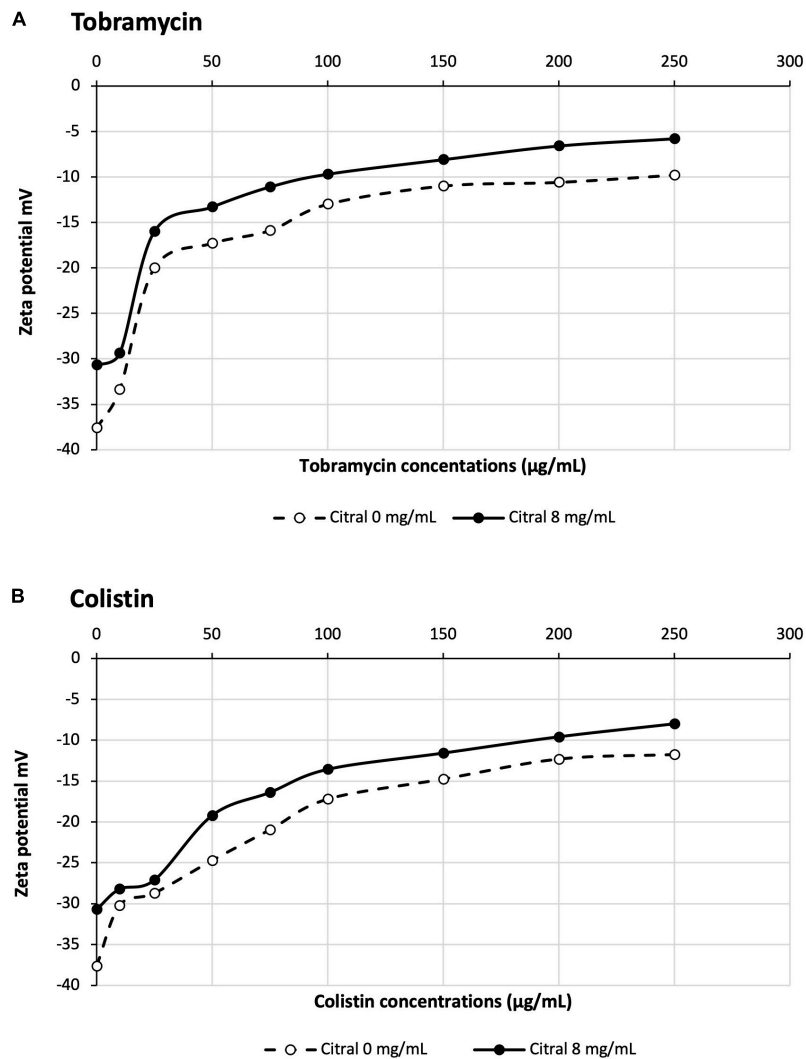 A Tobramycin
0 50 100 150 200 250 300
0
-5
-10
-15
-20
-25
-30
-35
-40
Zeta potential mV
Tobramycin concentations (µg/mL)
Citral 0 mg/mL Citral 8 mg/mL
B Colistin
0 50 100 150 200 250 300
0
-5
-10
-15
-20
-25
-30
-35
-40
Zeta potential mV
Colistin concentrations (µg/mL)
Citral 0 mg/mL Citral 8 mg/mL